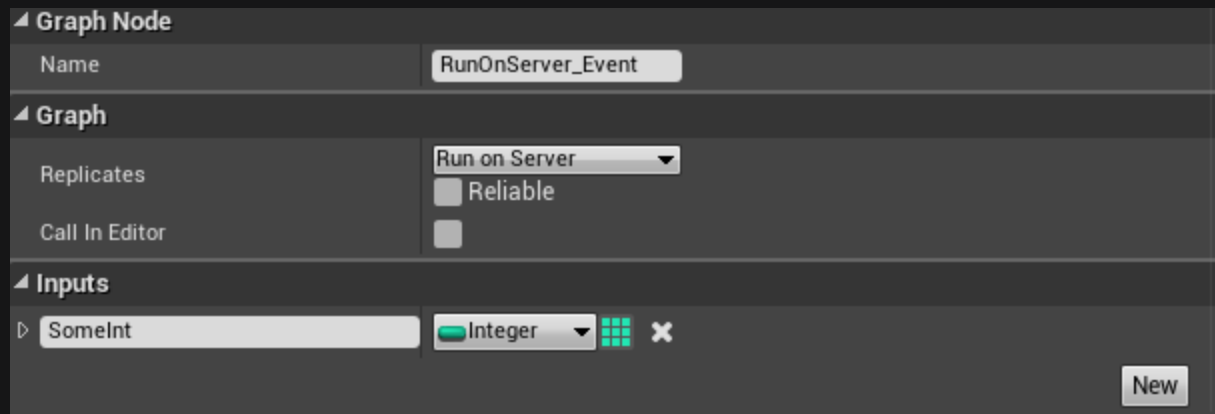 Graph Node
Name RunOnServer_Event
Graph
Replicates Run on Server
Reliable
Call In Editor
Inputs
SomeInt Integer
New